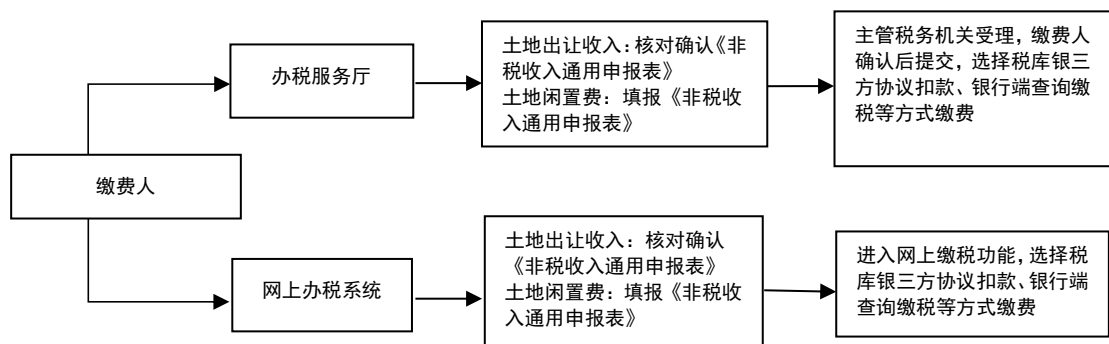 缴费人
办税服务厅
土地出让收入：核对确认《非
税收入通用申报表》
土地闲置费：填报《非税收
入通用申报表》
主管税务机关受理，缴费人
确认后提交，选择税库银三
方协议扣款、银行端查询缴
税等方式缴费
网上办税系统
土地出让收入：核对确认
《非税收入通用申报表》
土地闲置费：填报《非税收
入通用申报表》
进入网上缴税功能，选择税
库银三方协议扣款、银行端
查询缴税等方式缴费